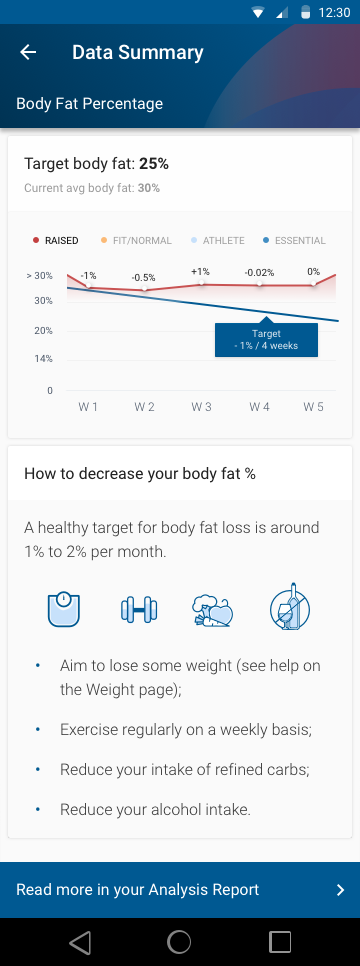 12:30
Data Summary
Body Fat Percentage
Target body fat: 25%
Current avg body fat: 30%
RAISED FIT/NORMAL ATHLETE ESSENTIAL
> 30%
30%
20%
14%
0
-1% -0.5% +1% -0.02% 0%
Target
- 1% / 4 weeks
W 1 W 2 W 3 W 4 W 5
How to decrease your body fat %
A healthy target for body fat loss is around
1% to 2% per month.
• Aim to lose some weight (see help on
the Weight page);
• Exercise regularly on a weekly basis;
• Reduce your intake of refined carbs;
• Reduce your alcohol intake.
Read more in your Analysis Report